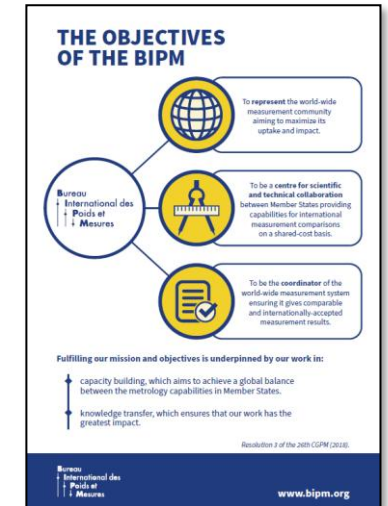 THE OBJECTIVES
OF THE BIPM
To represent the world-wide
measurement community
aiming to maximize its
uptake and impact.
Bureau
International des
Poids et
Mesures
To be a centre for scientific
and technical collaboration
between Member States providing
capabilities for international
measurement comparisons
on a shared-cost basis.
To be the coordinator of the
world-wide measurement system
ensuring it gives comparable
and internationally-accepted
measurement results.
Fulfilling our mission and objectives is underpinned by our work in:
capacity building, which aims to achieve a global balance
between the metrology capabilities in Member States.
knowledge transfer, which ensures that our work has the
greatest impact.
Resolution 3 of the 26th CGPM (2018).
Bureau
International des
Poids et
Mesures
www.bipm.org